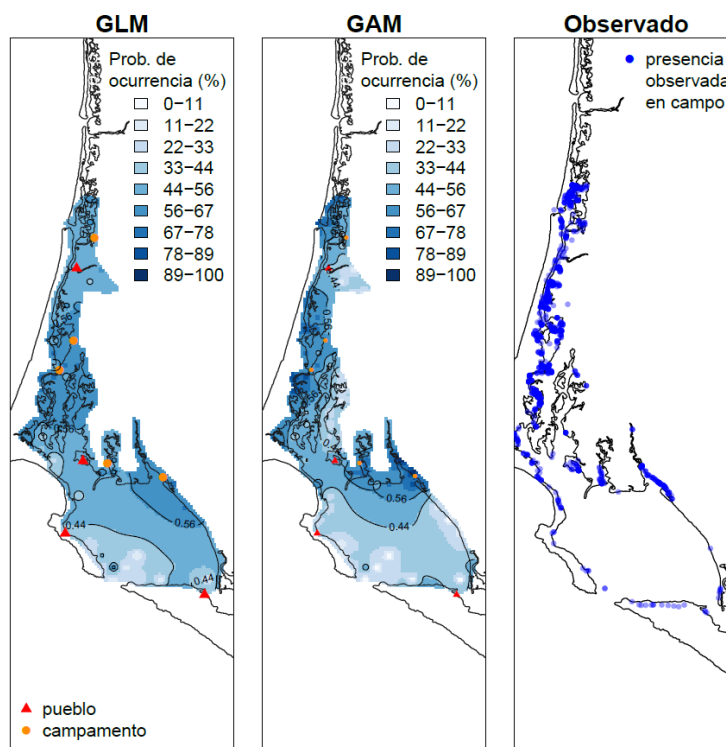 GLM
GAM
Observado
Prob. de
ocurrencia (%)
0−11
11−22
22−33
33−44
44−56
56−67
67−78
78−89
89−100
Prob. de
ocurrencia (%)
0−11
11−22
22−33
33−44
44−56
56−67
67−78
78−89
89−100
presencia
observada
en campo
0.56
0.44
0.44
0.56
0.56
0.44
pueblo
campamento